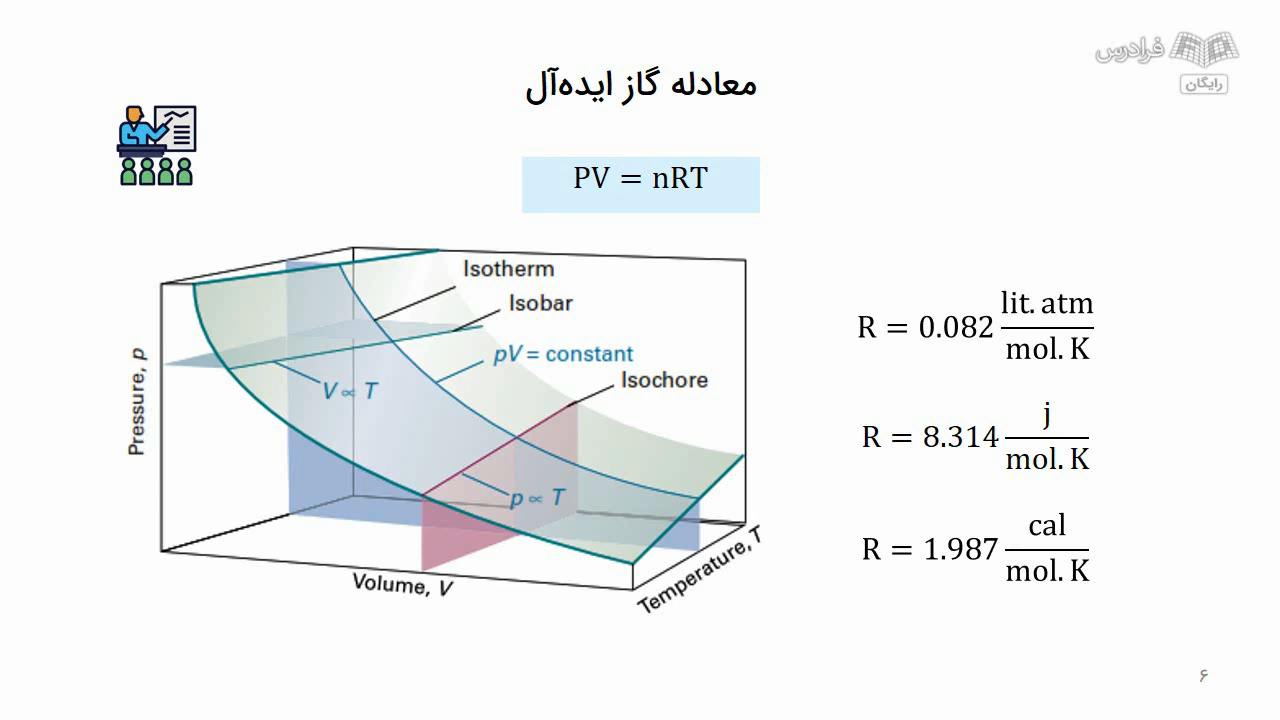 فرادرس
رایگان
معادله گاز ایده‌آل
PV = nRT
Isotherm
Isobar
pV = constant
Isochore
V ∝ T
p ∝ T
Pressure, p
Volume, V
Temperature, T
R = 0.082 lit. atm / mol. K
R = 8.314 j / mol. K
R = 1.987 cal / mol. K
۶